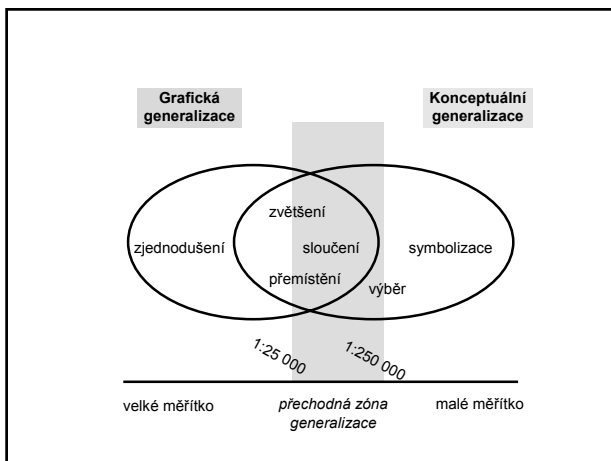 Grafická
generalizace
Konceptuální
generalizace
zvětšení
zjednodušení
sloučení
symbolizace
přemístění
výběr
1:25 000
1:250 000
velké měřítko
přechodná zóna
generalizace
malé měřítko